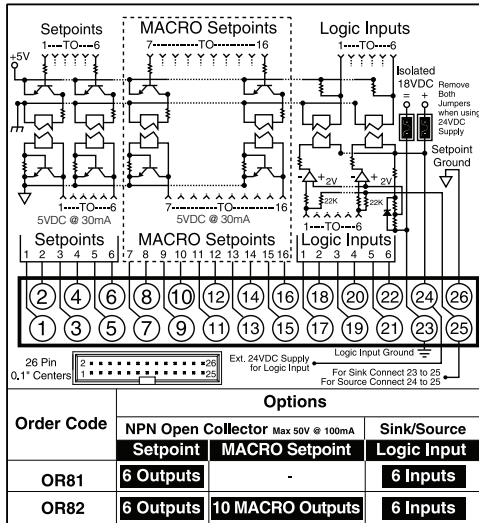 Setpoints MACRO Setpoints Logic Inputs
1---TO---6 7---TO---16 1---TO---6
+5V
Isolated
18VDC
= +
Remove
Both
Jumpers
when using
24VDC
Supply
Setpoint
Ground
+ 2V + 2V
22K 22K
1---TO---6 7---TO---16 1---TO---6
5VDC @ 30mA 5VDC @ 30mA
Setpoints MACRO Setpoints Logic Inputs
1 2 3 4 5 6 7 8 9 10 11 12 13 14 15 16 1 2 3 4 5 6
2 4 6 8 10 12 14 16 18 20 22 24 26
1 3 5 7 9 11 13 15 17 19 21 23 25
26 Pin
0.1" Centers
2 26
1 25
Ext. 24VDC Supply
for Logic Input
Logic Input Ground
For Sink Connect 23 to 25
For Source Connect 24 to 25
Order Code
Options
NPN Open Collector Max 50V @ 100mA Sink/Source
Setpoint MACRO Setpoint Logic Input
OR81 6 Outputs - 6 Inputs
OR82 6 Outputs 10 MACRO Outputs 6 Inputs